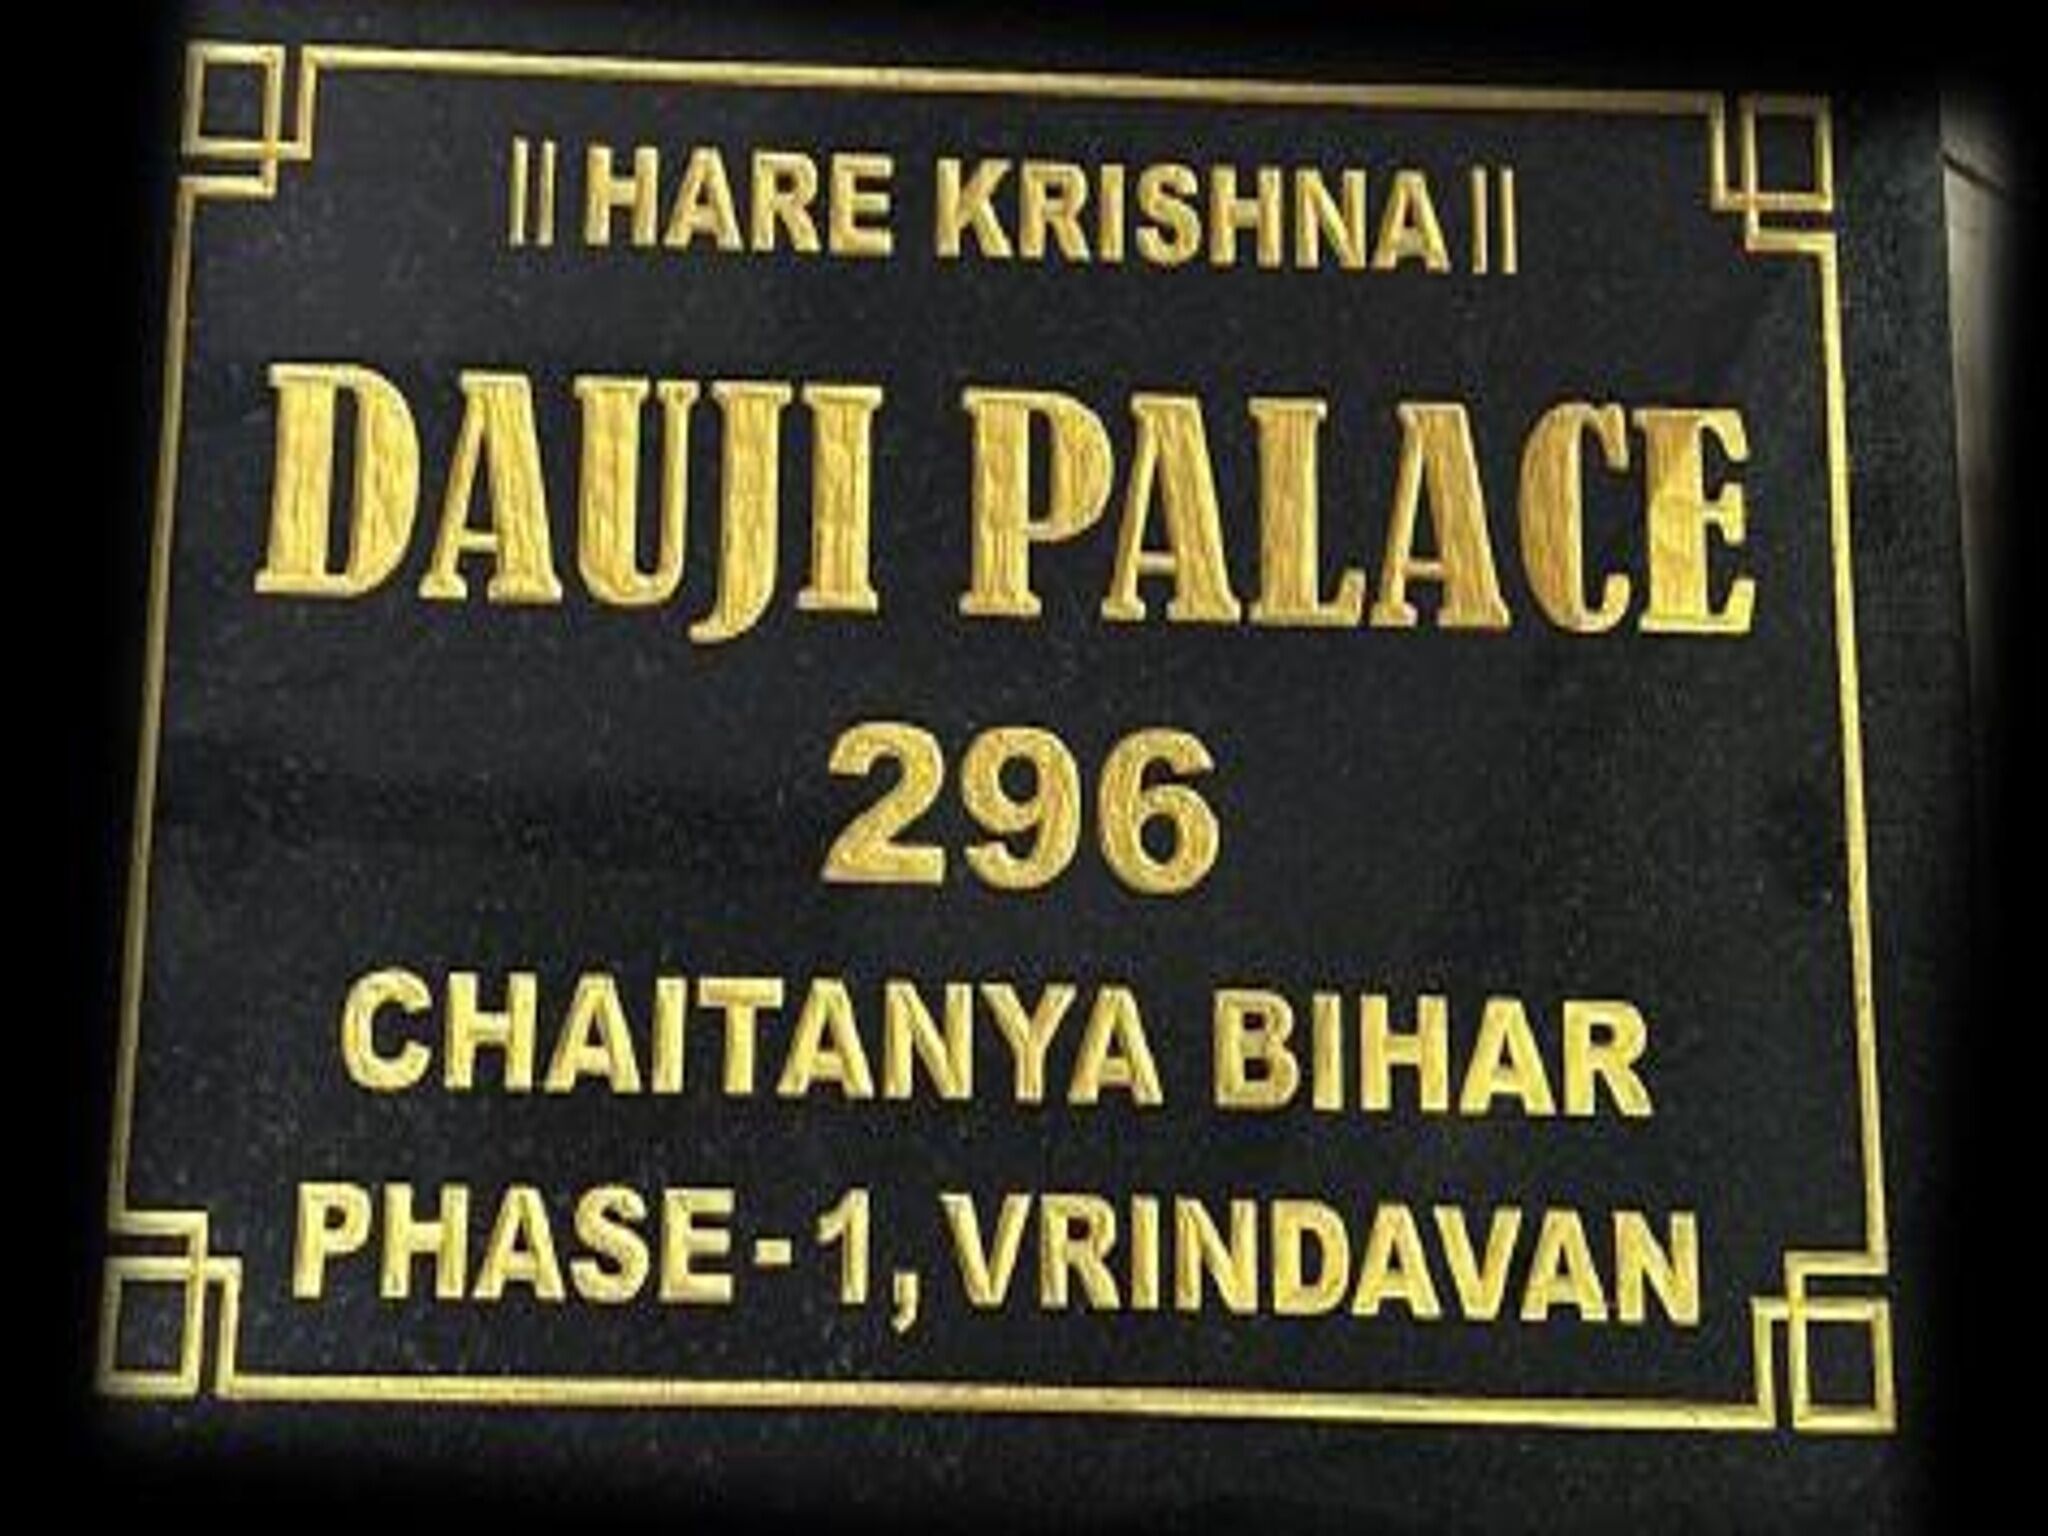 ||HARE KRISHNA||
DAUJI PALACE
296
CHAITANYA BIHAR
PHASE-1, VRINDAVAN